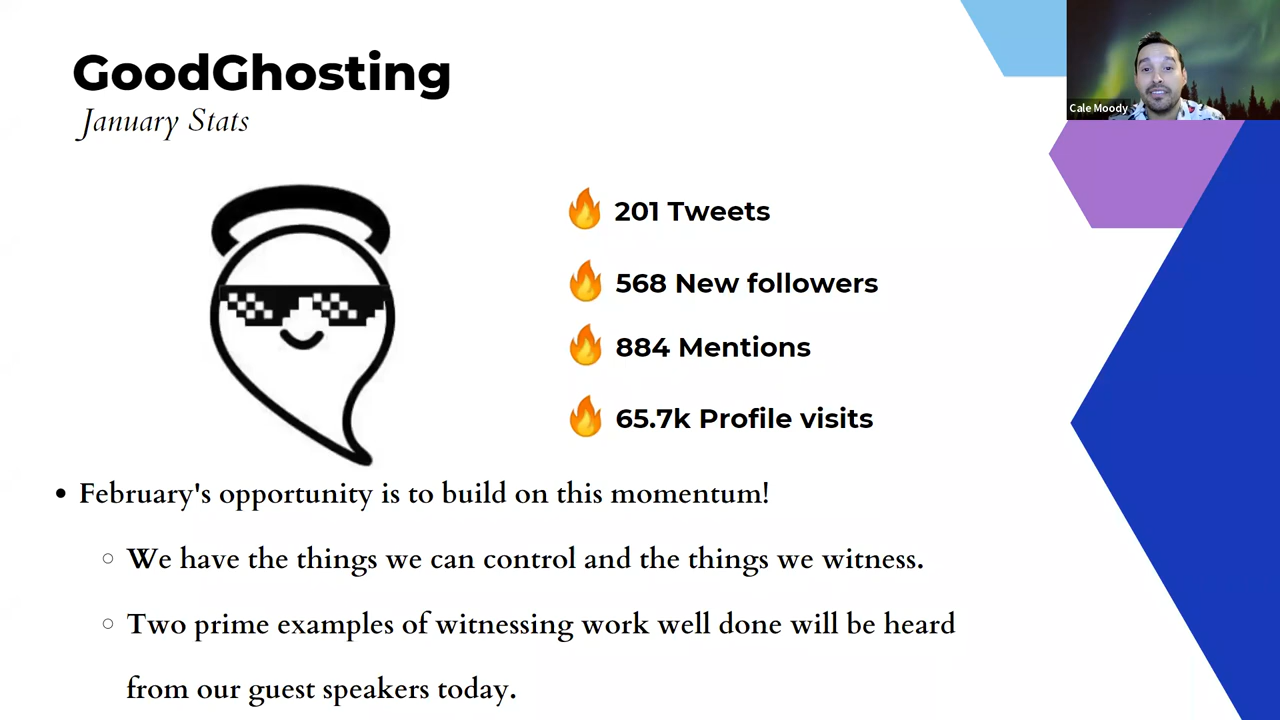 GoodGhosting
January Stats
Cale Moody
201 Tweets
568 New followers
884 Mentions
65.7k Profile visits
• February's opportunity is to build on this momentum!
○ We have the things we can control and the things we witness.
○ Two prime examples of witnessing work well done will be heard
from our guest speakers today.